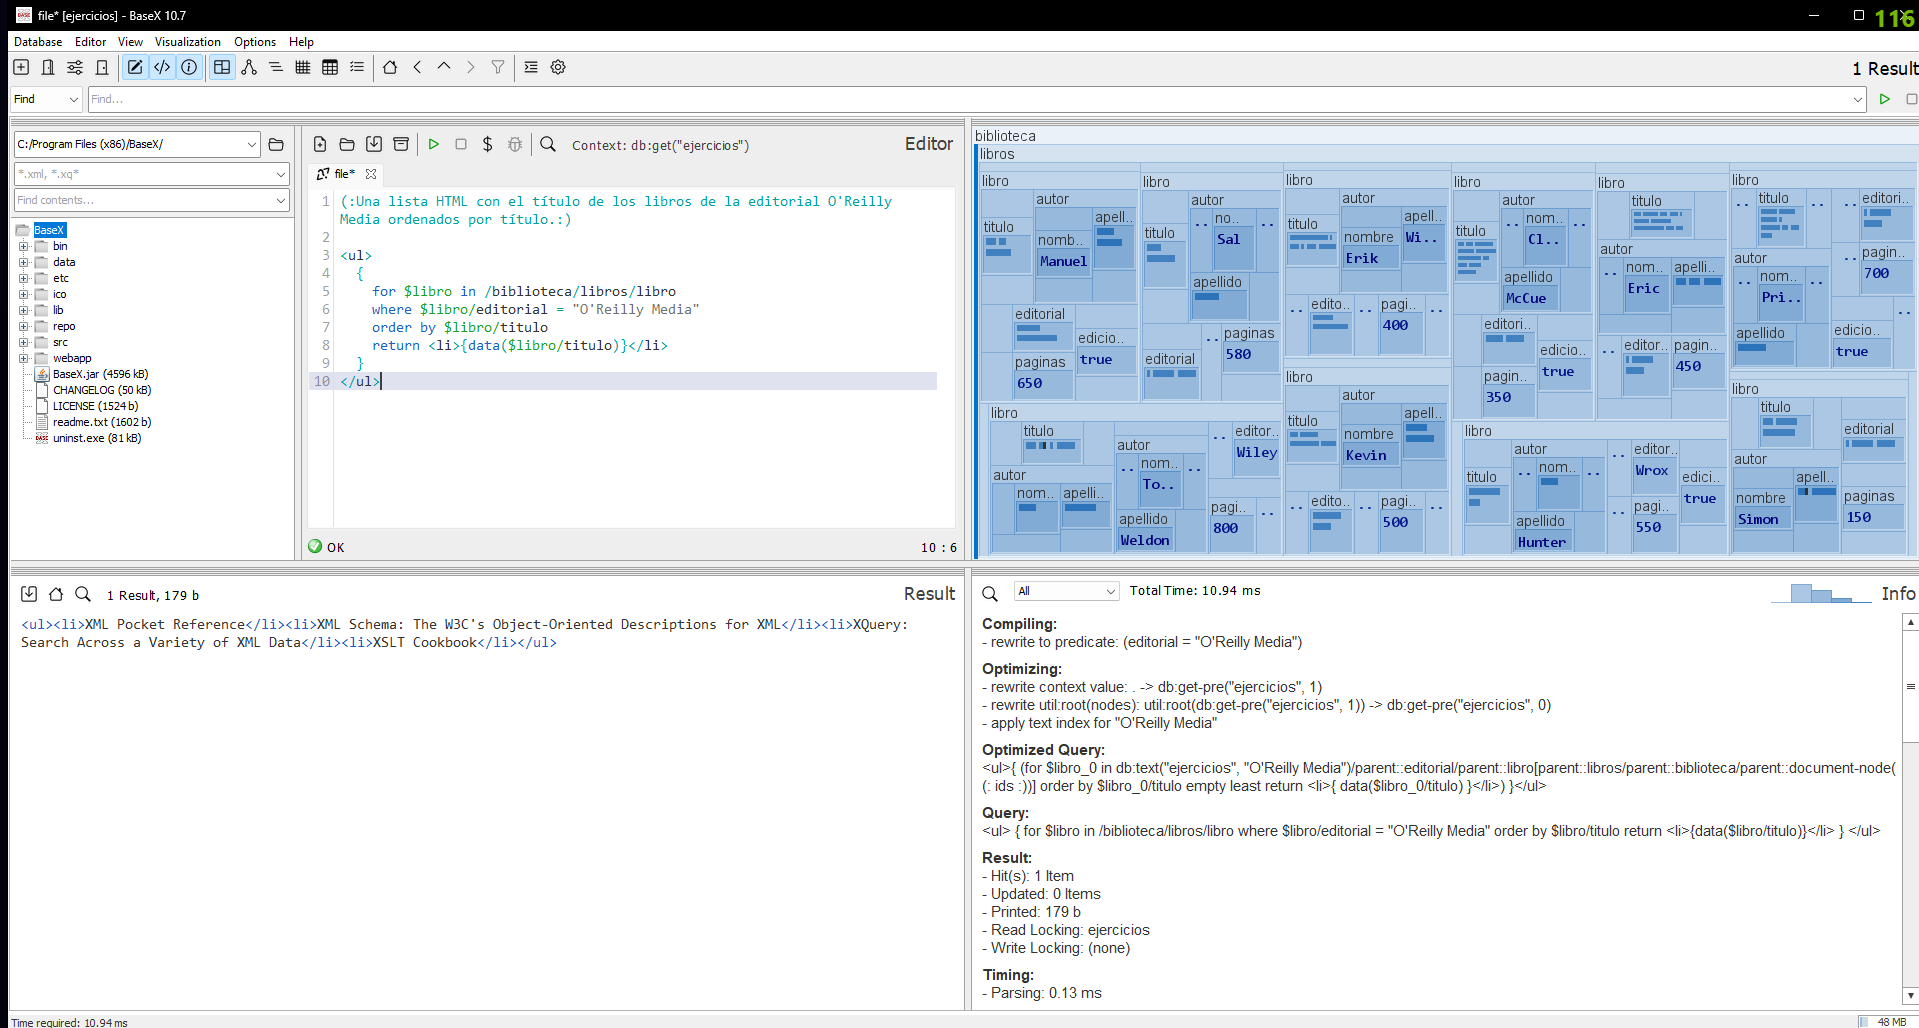 file* [ejercicios] - BaseX 10.7
116
Database Editor View Visualization Options Help
1 Result
Find
Find...
C:/Program Files (x86)/BaseX/
*.xml, *.xq*
Find contents...
BaseX
bin
data
etc
ico
lib
repo
src
webapp
BaseX.jar (4596 kB)
CHANGELOG (50 kB)
LICENSE (1524 b)
readme.txt (1602 b)
uninst.exe (81 kB)
Context: db:get("ejercicios")
Editor
file*
1 (:Una lista HTML con el título de los libros de la editorial O'Reilly
Media ordenados por título.:)
2
3 <ul>
4 {
5 for $libro in /biblioteca/libros/libro
6 where $libro/editorial = "O'Reilly Media"
7 order by $libro/titulo
8 return <li>{data($libro/titulo)}</li>
9 }
10 </ul>
OK
10 : 6
biblioteca
libros
libro
titulo
autor
nomb..
Manuel
apell..
editorial
paginas
650
edicio..
true
libro
titulo
autor
.. no.. ..
Sal
apellido
editorial
..
paginas
580
libro
titulo
autor
nombre
Erik
apell..
Wi..
.. edito.. .. pagi.. ..
400
libro
titulo
autor
.. nom.. ..
Cl..
apellido
McCue
editori..
pagin..
350
edicio..
true
libro
titulo
autor
.. nom..
Eric
apelli..
.. editor..
paginas
450
libro
.. titulo ..
autor
.. nom.. ..
Pri..
apellido
.. editori..
.. pagin..
700
edicio.. ..
true
libro
titulo
autor
nom.. apelli..
autor
.. nom.. ..
To..
apellido
Weldon
.. editor..
Wiley
pagi.. ..
800
libro
titulo
autor
nombre
Kevin
apell..
.. edito.. .. pagi.. ..
500
libro
titulo
autor
.. nom.. ..
apellido
Hunter
.. editor..
Wrox
.. pagi..
550
edici..
true
libro
titulo
autor
nombre
Simon
apelli..
editorial
paginas
150
1 Result, 179 b
Result
<ul><li>XML Pocket Reference</li><li>XML Schema: The W3C's Object-Oriented Descriptions for XML</li><li>XQuery:
Search Across a Variety of XML Data</li><li>XSLT Cookbook</li></ul>
All
Total Time: 10.94 ms
Info
Compiling:
- rewrite to predicate: (editorial = "O'Reilly Media")
Optimizing:
- rewrite context value: . -> db:get-pre("ejercicios", 1)
- rewrite util:root(nodes): util:root(db:get-pre("ejercicios", 1)) -> db:get-pre("ejercicios", 0)
- apply text index for "O'Reilly Media"
Optimized Query:
<ul>{ (for $libro_0 in db:text("ejercicios", "O'Reilly Media")/parent::editorial/parent::libro[parent::libros/parent::biblioteca/parent::document-node(
(: ids :))] order by $libro_0/titulo empty least return <li>{ data($libro_0/titulo) }</li>) }</ul>
Query:
<ul> { for $libro in /biblioteca/libros/libro where $libro/editorial = "O'Reilly Media" order by $libro/titulo return <li>{data($libro/titulo)}</li> } </ul>
Result:
- Hit(s): 1 Item
- Updated: 0 Items
- Printed: 179 b
- Read Locking: ejercicios
- Write Locking: (none)
Timing:
- Parsing: 0.13 ms
Time required: 10.94 ms
48 MB